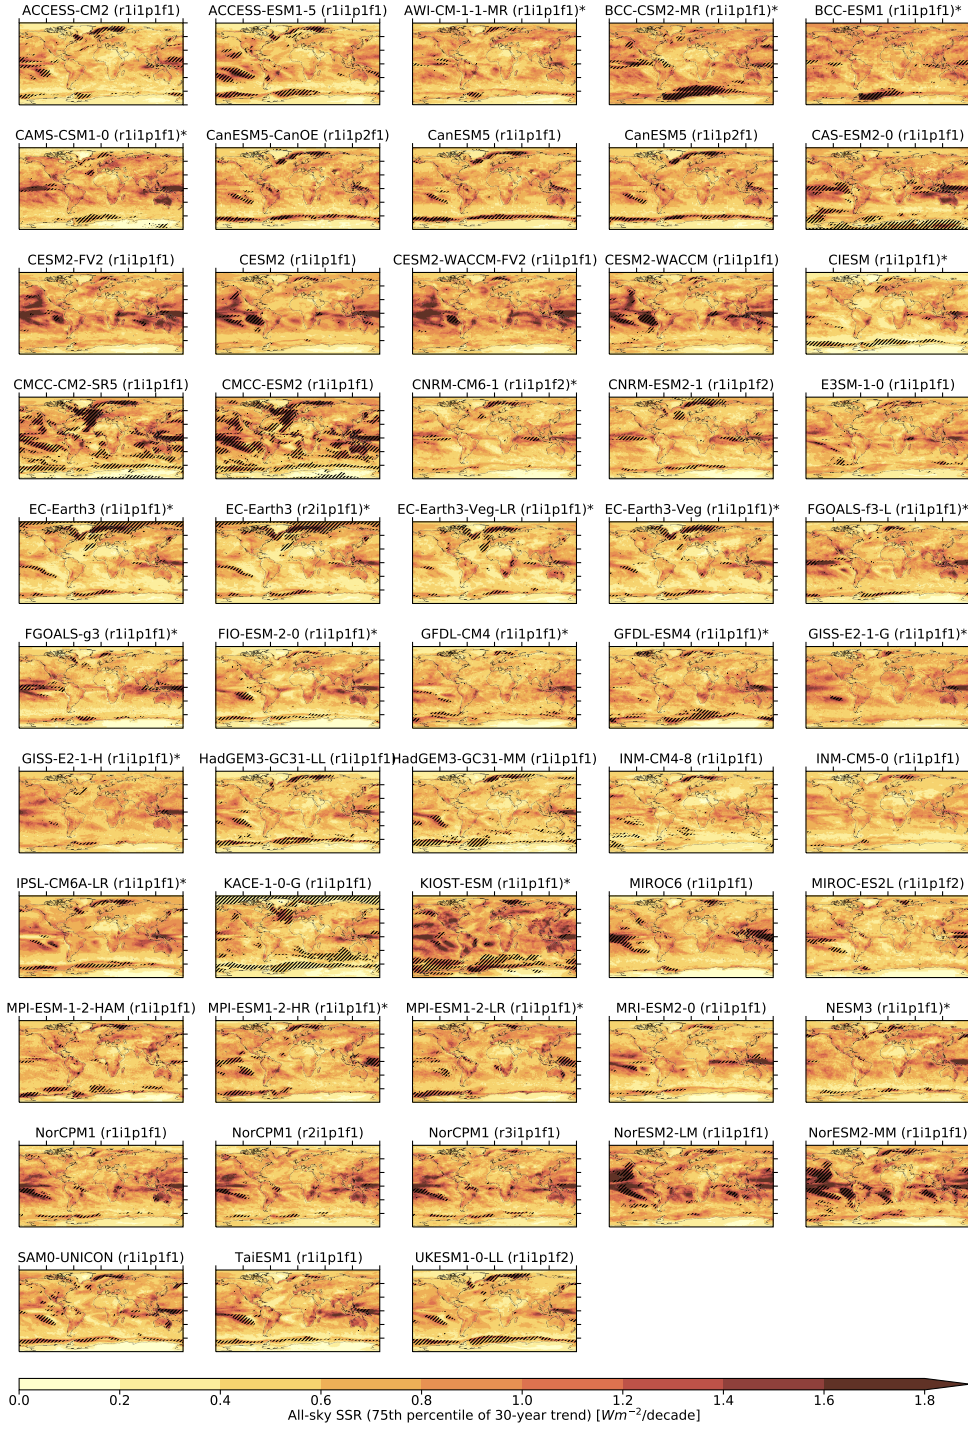 ACCESS-CM2 (r1i1p1f1)
ACCESS-ESM1-5 (r1i1p1f1)
AWI-CM-1-1-MR (r1i1p1f1)*
BCC-CSM2-MR (r1i1p1f1)*
BCC-ESM1 (r1i1p1f1)*
CAMS-CSM1-0 (r1i1p1f1)*
CanESM5-CanOE (r1i1p2f1)
CanESM5 (r1i1p1f1)
CanESM5 (r1i1p2f1)
CAS-ESM2-0 (r1i1p1f1)
CESM2-FV2 (r1i1p1f1)
CESM2 (r1i1p1f1)
CESM2-WACCM-FV2 (r1i1p1f1)
CESM2-WACCM (r1i1p1f1)
CIESM (r1i1p1f1)*
CMCC-CM2-SR5 (r1i1p1f1)
CMCC-ESM2 (r1i1p1f1)
CNRM-CM6-1 (r1i1p1f2)*
CNRM-ESM2-1 (r1i1p1f2)
E3SM-1-0 (r1i1p1f1)
EC-Earth3 (r1i1p1f1)*
EC-Earth3 (r2i1p1f1)*
EC-Earth3-Veg-LR (r1i1p1f1)*
EC-Earth3-Veg (r1i1p1f1)*
FGOALS-f3-L (r1i1p1f1)*
FGOALS-g3 (r1i1p1f1)*
FIO-ESM-2-0 (r1i1p1f1)*
GFDL-CM4 (r1i1p1f1)*
GFDL-ESM4 (r1i1p1f1)*
GISS-E2-1-G (r1i1p1f1)*
GISS-E2-1-H (r1i1p1f1)*
HadGEM3-GC31-LL (r1i1p1f1)
HadGEM3-GC31-MM (r1i1p1f1)
INM-CM4-8 (r1i1p1f1)
INM-CM5-0 (r1i1p1f1)
IPSL-CM6A-LR (r1i1p1f1)*
KACE-1-0-G (r1i1p1f1)
KIOST-ESM (r1i1p1f1)*
MIROC6 (r1i1p1f1)
MIROC-ES2L (r1i1p1f2)
MPI-ESM-1-2-HAM (r1i1p1f1)
MPI-ESM1-2-HR (r1i1p1f1)*
MPI-ESM1-2-LR (r1i1p1f1)*
MRI-ESM2-0 (r1i1p1f1)
NESM3 (r1i1p1f1)*
NorCPM1 (r1i1p1f1)
NorCPM1 (r2i1p1f1)
NorCPM1 (r3i1p1f1)
NorESM2-LM (r1i1p1f1)
NorESM2-MM (r1i1p1f1)
SAM0-UNICON (r1i1p1f1)
TaiESM1 (r1i1p1f1)
UKESM1-0-LL (r1i1p1f2)
0.0 0.2 0.4 0.6 0.8 1.0 1.2 1.4 1.6 1.8
All-sky SSR (75th percentile of 30-year trend) [Wm⁻²/decade]